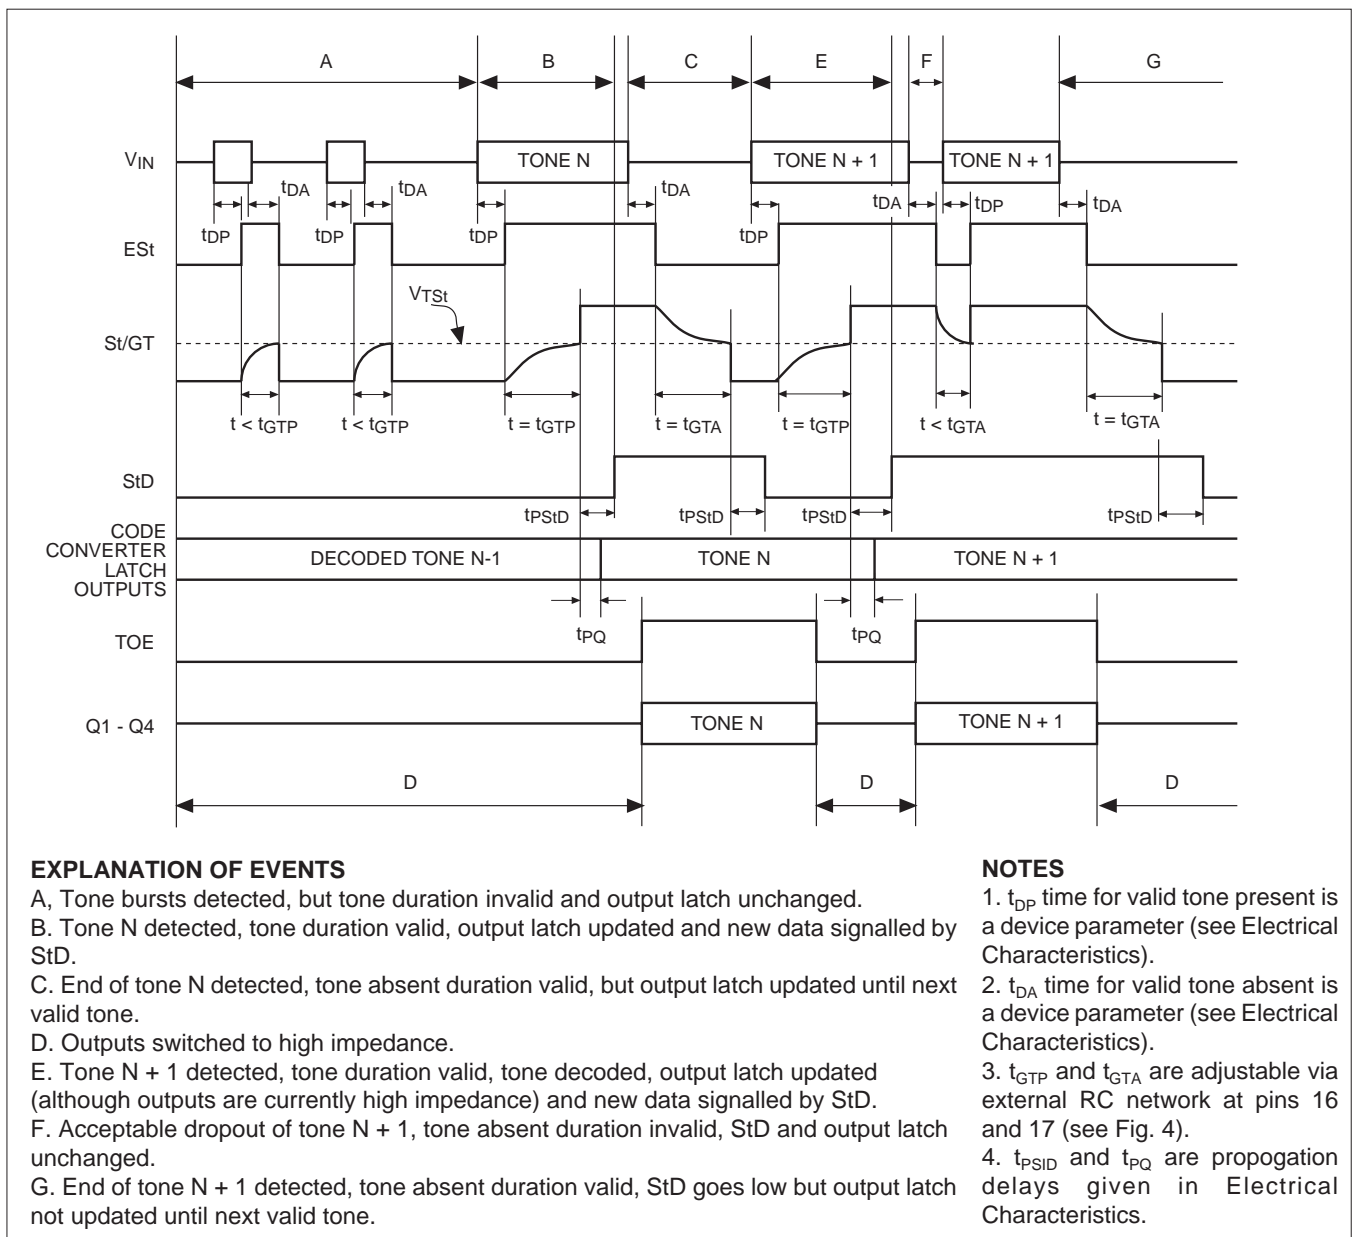 A B C E F G
VIN TONE N TONE N + 1 TONE N + 1
tDA tDA tDA tDA tDP tDA
tDP tDP tDP tDP
ESt
VTSt
St/GT
t < tGTP t < tGTP t = tGTP t = tGTA t = tGTP t < tGTA t = tGTA
StD
tPStD tPStD tPStD tPStD
CODE
CONVERTER
LATCH
OUTPUTS
DECODED TONE N-1 TONE N TONE N + 1
tPQ tPQ
TOE
Q1 - Q4 TONE N TONE N + 1
D D D
EXPLANATION OF EVENTS
A, Tone bursts detected, but tone duration invalid and output latch unchanged.
B. Tone N detected, tone duration valid, output latch updated and new data signalled by
StD.
C. End of tone N detected, tone absent duration valid, but output latch updated until next
valid tone.
D. Outputs switched to high impedance.
E. Tone N + 1 detected, tone duration valid, tone decoded, output latch updated
(although outputs are currently high impedance) and new data signalled by StD.
F. Acceptable dropout of tone N + 1, tone absent duration invalid, StD and output latch
unchanged.
G. End of tone N + 1 detected, tone absent duration valid, StD goes low but output latch
not updated until next valid tone.
NOTES
1. tDP time for valid tone present is
a device parameter (see Electrical
Characteristics).
2. tDA time for valid tone absent is
a device parameter (see Electrical
Characteristics).
3. tGTP and tGTA are adjustable via
external RC network at pins 16
and 17 (see Fig. 4).
4. tPSID and tPQ are propogation
delays given in Electrical
Characteristics.